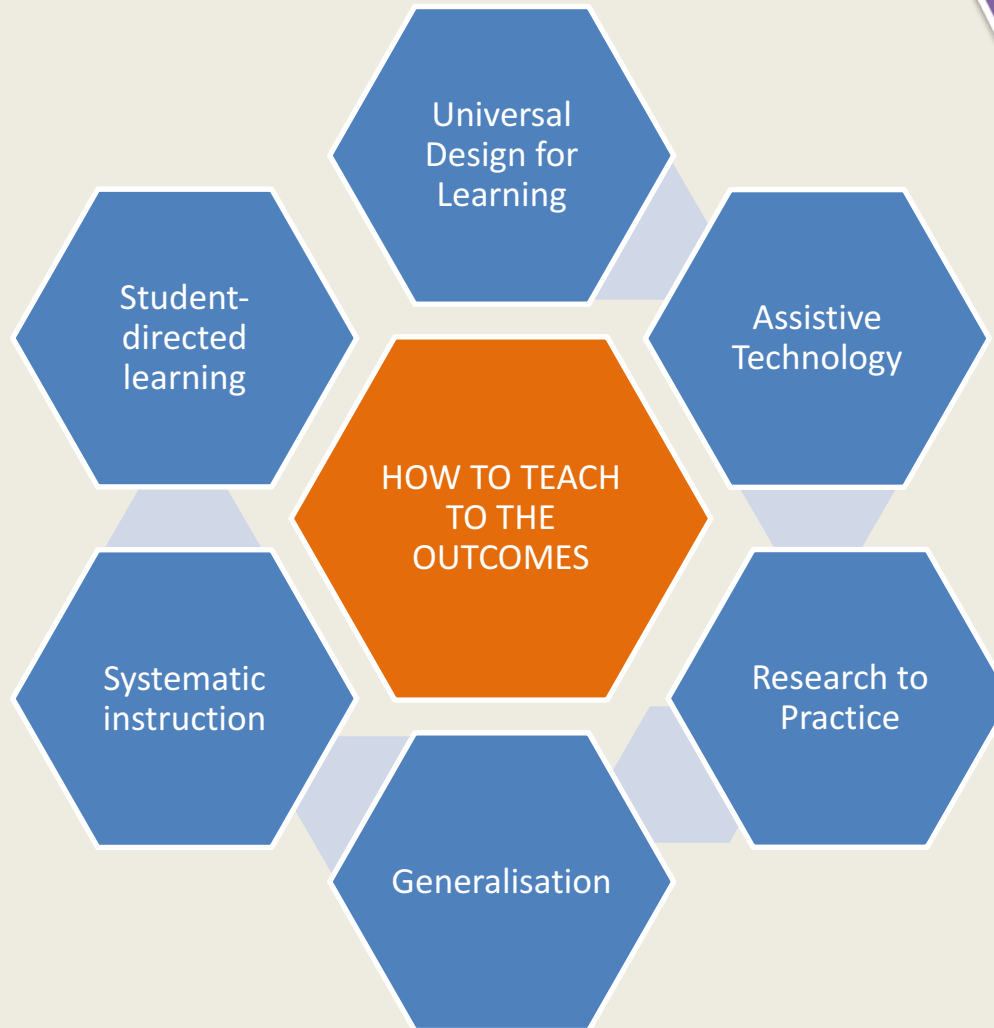 Universal
Design for
Learning
Assistive
Technology
Research to
Practice
Generalisation
Systematic
instruction
Student-
directed
learning
HOW TO TEACH
TO THE
OUTCOMES